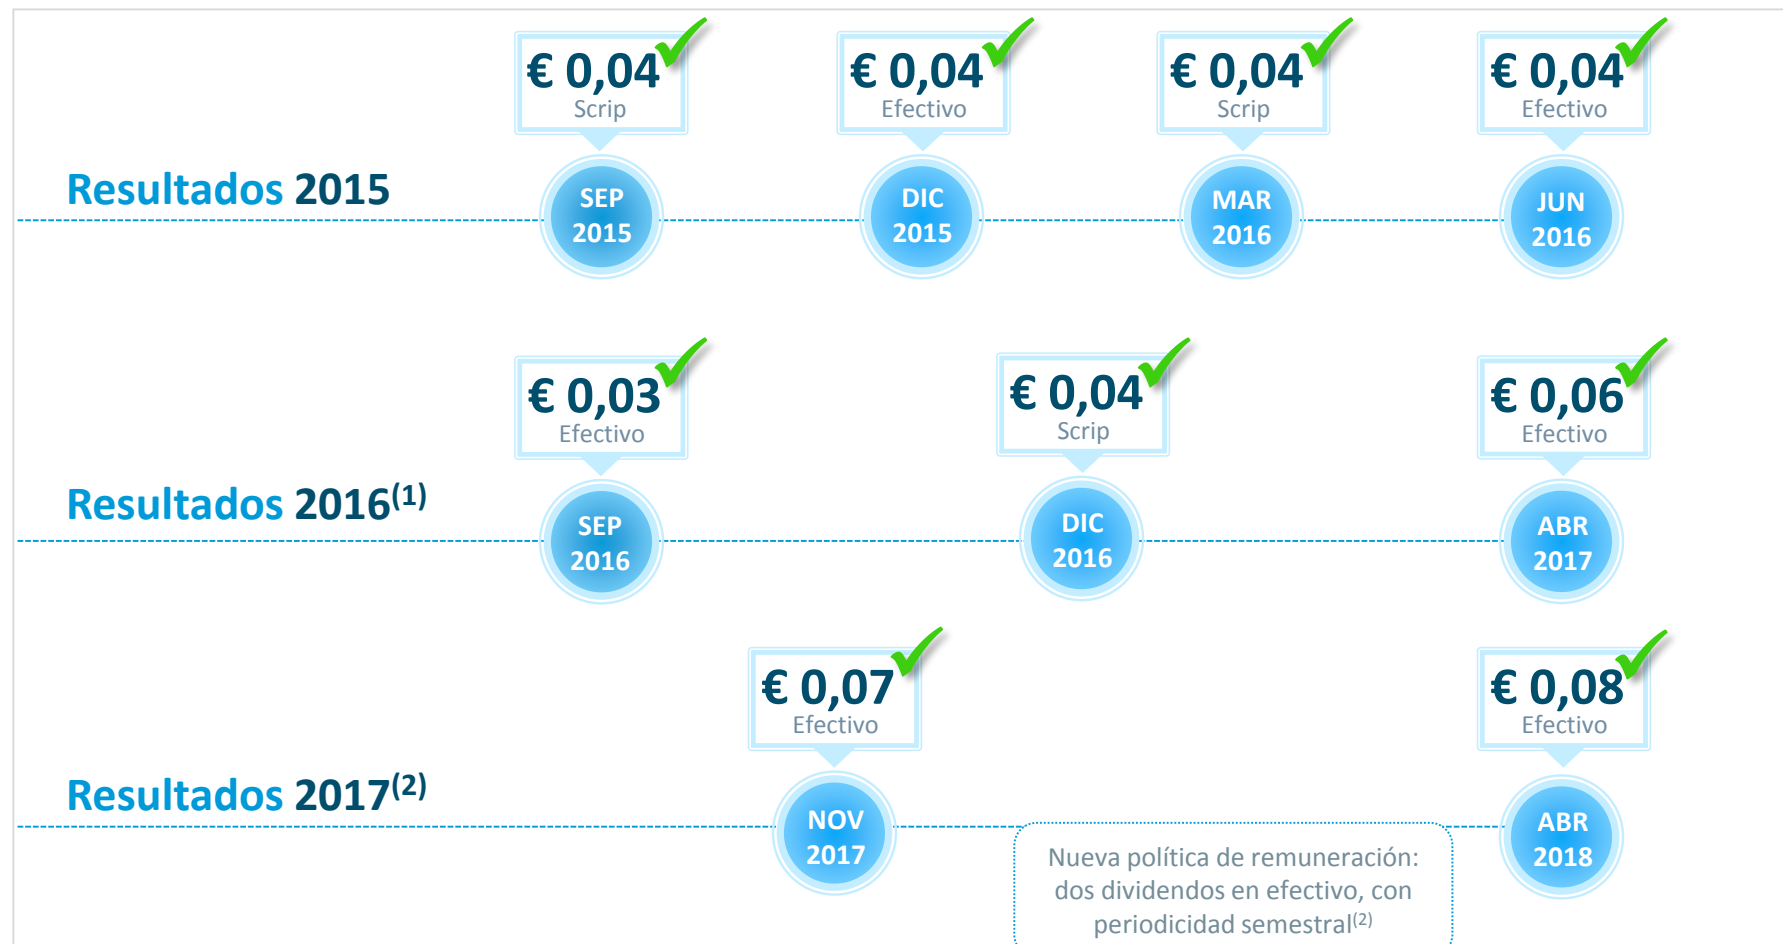 € 0,04
Scrip
€ 0,04
Efectivo
€ 0,04
Scrip
€ 0,04
Efectivo
Resultados 2015
SEP
2015
DIC
2015
MAR
2016
JUN
2016
€ 0,03
Efectivo
€ 0,04
Scrip
€ 0,06
Efectivo
Resultados 2016(1)
SEP
2016
DIC
2016
ABR
2017
€ 0,07
Efectivo
€ 0,08
Efectivo
Resultados 2017(2)
NOV
2017
ABR
2018
Nueva política de remuneración:
dos dividendos en efectivo, con
periodicidad semestral(2)